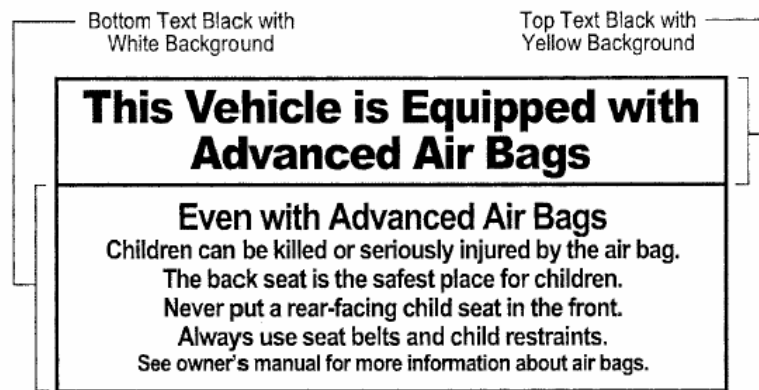 Bottom Text Black with
White Background
Top Text Black with
Yellow Background
This Vehicle is Equipped with
Advanced Air Bags
Even with Advanced Air Bags
Children can be killed or seriously injured by the air bag.
The back seat is the safest place for children.
Never put a rear-facing child seat in the front.
Always use seat belts and child restraints.
See owner's manual for more information about air bags.